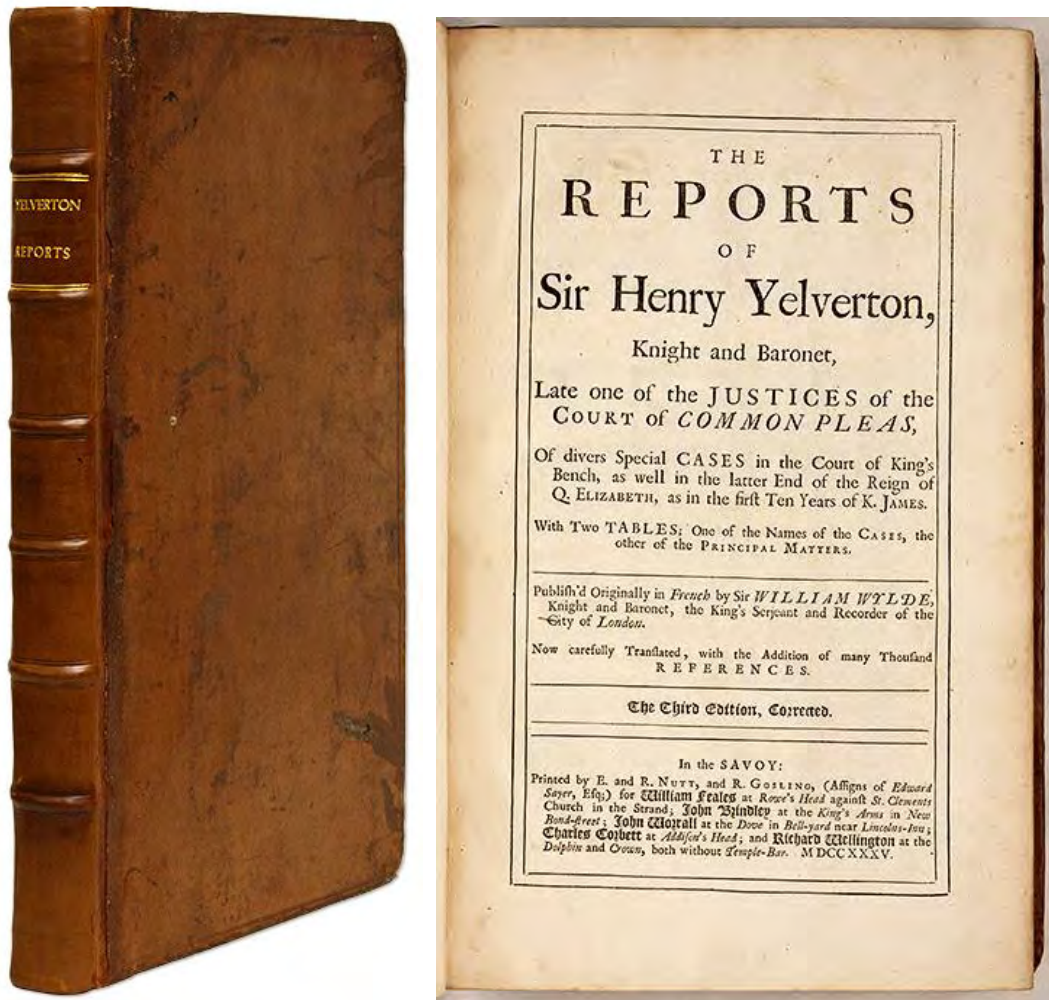 YELVERTON
REPORTS
THE
REPORTS
OF
Sir Henry Yelverton,
Knight and Baronet,
Late one of the JUSTICES of the
COURT of COMMON PLEAS,
Of divers Special CASES in the Court of King's
Bench, as well in the latter End of the Reign of
Q. ELIZABETH, as in the firſt Ten Years of K. JAMES.
With Two TABLES; One of the Names of the CASES, the
other of the PRINCIPAL MATTERS.
Publiſh'd Originally in French by Sir WILLIAM WYLDE,
Knight and Baronet, the King's Serjeant and Recorder of the
City of London.
Now carefully Tranſlated, with the Addition of many Thouſand
REFERENCES.
The Third Edition, Corrected.
In the SAVOY:
Printed by E. and R. NUTT, and R. GOSLING, (Aſſigns of Edward
Sayer, Eſq;) for William Feales at Rowe's Head againſt St. Clements
Church in the Strand; John Brindley at the King's Arms in New
Bond-ſtreet; John Worrall at the Dove in Bell-yard near Lincolns-Inn;
Charles Corbett at Addiſon's Head; and Richard Wellington at the
Dolphin and Crown, both without Temple-Bar. MDCCXXXV.